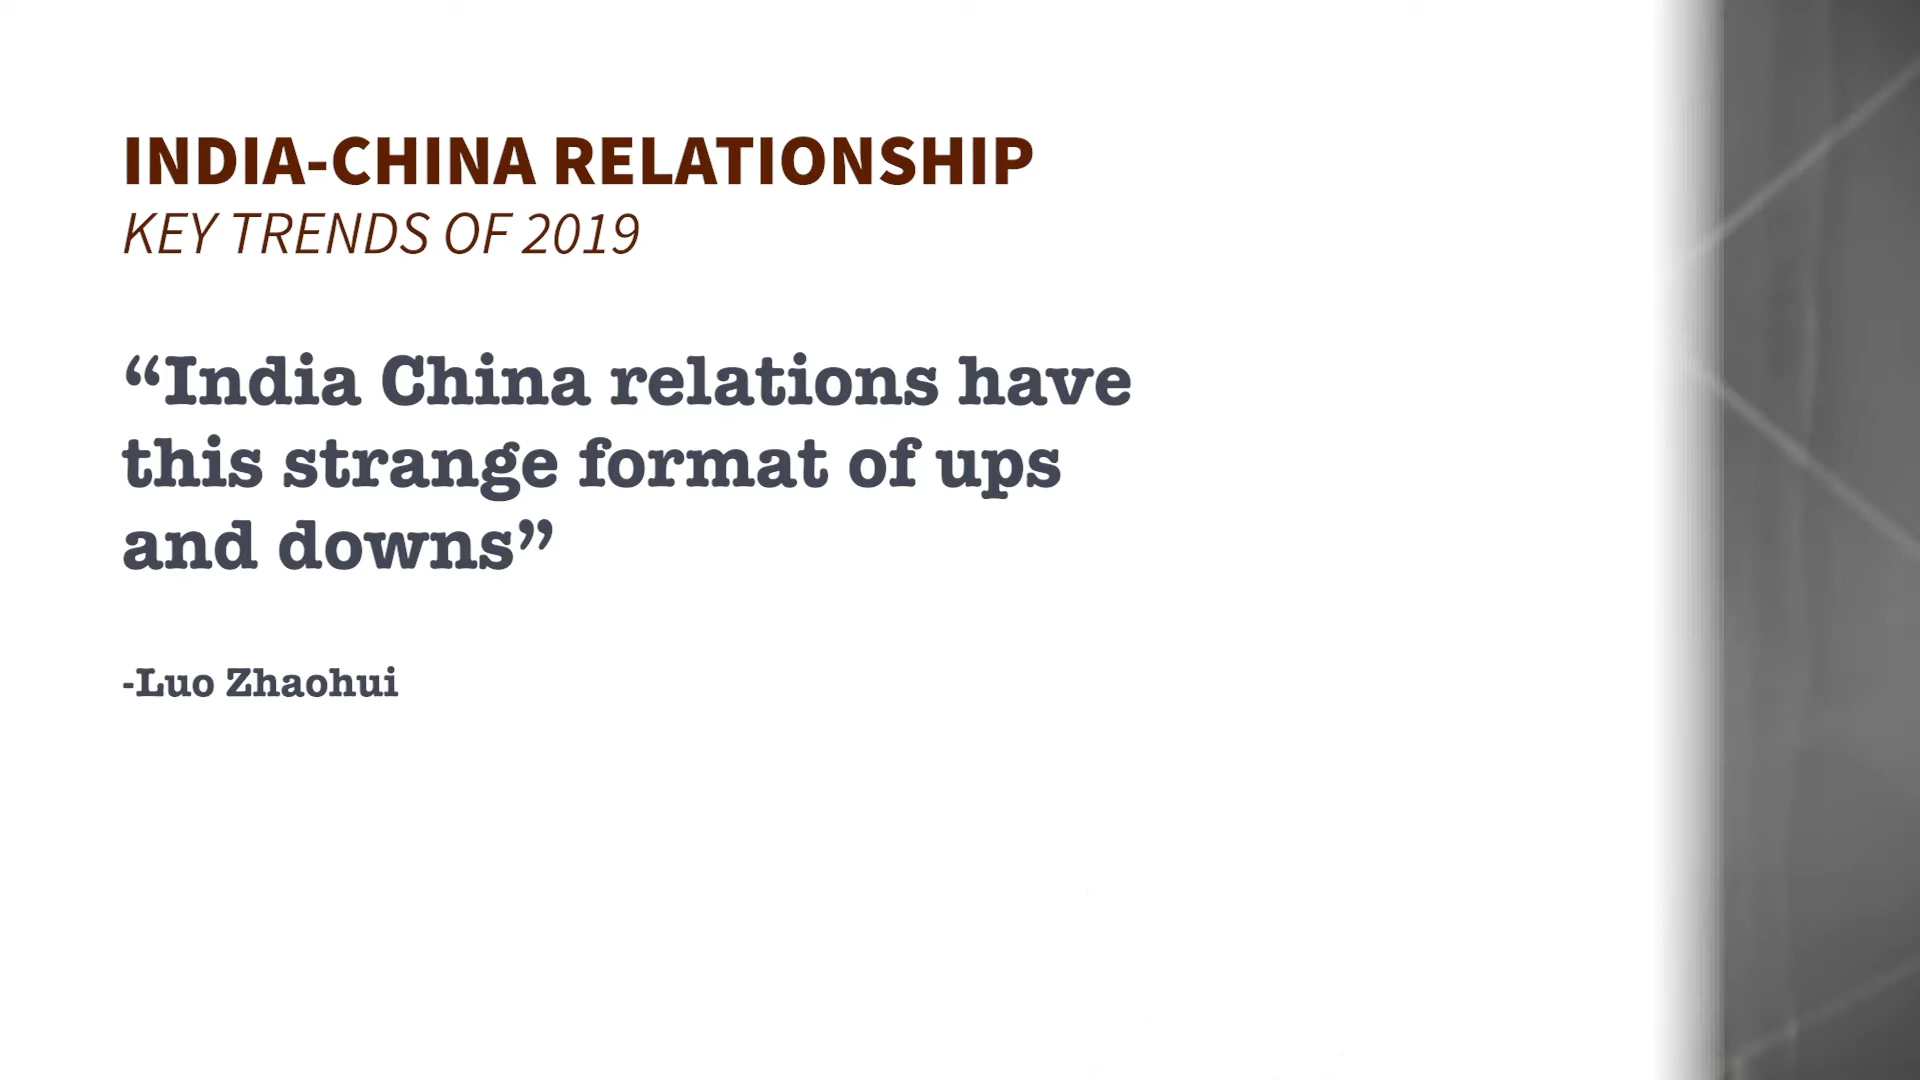 INDIA-CHINA RELATIONSHIP
KEY TRENDS OF 2019
“India China relations have
this strange format of ups
and downs”
-Luo Zhaohui